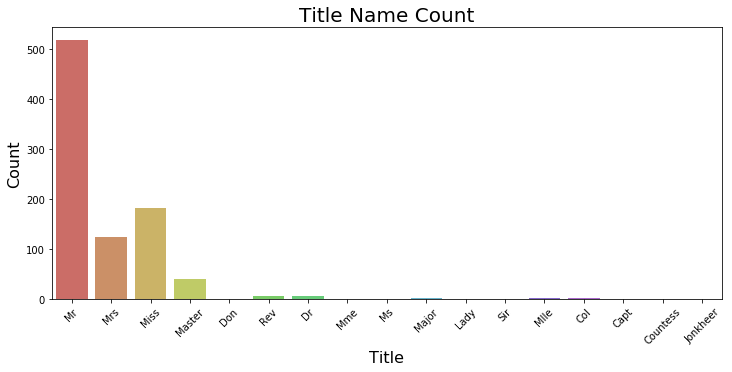 Title Name Count
Count
500
400
300
200
100
0
Mr Mrs Miss Master Don Rev Dr Mme Ms Major Lady Sir Mlle Col Capt Countess Jonkheer
Title